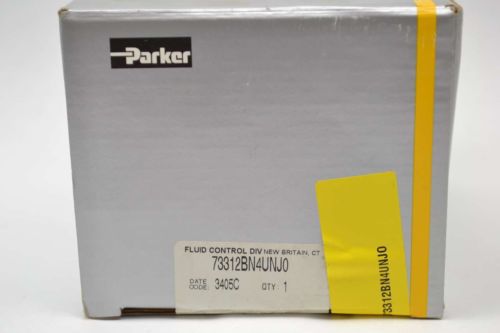 Parker
FLUID CONTROL DIV NEW BRITAIN, CT
73312BN4UNJ0
DATE CODE: 3405C QTY 1
73312BN4UNJ0